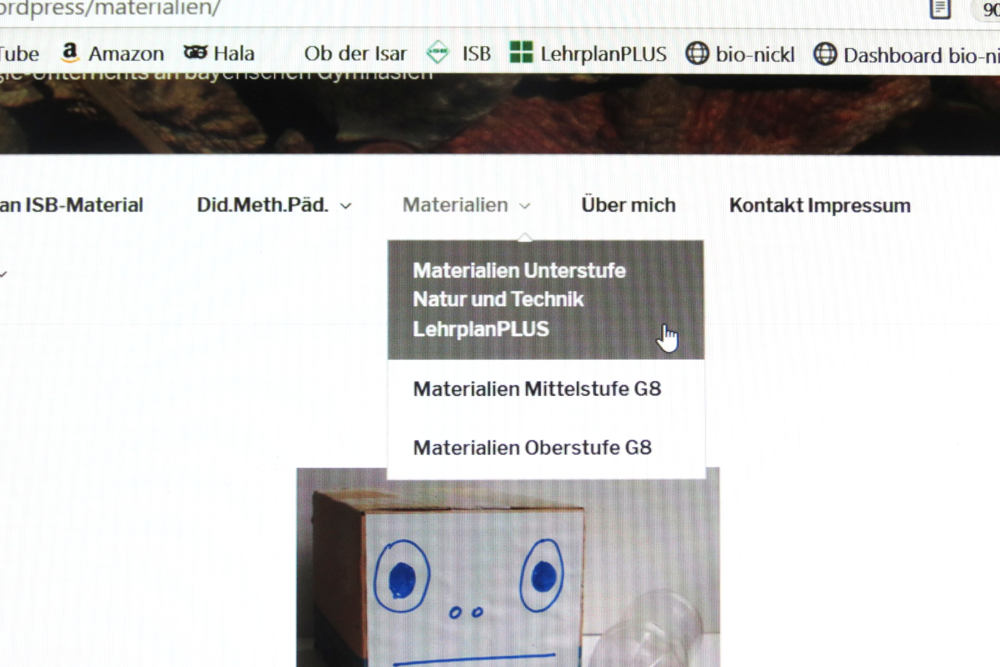 ordpress/materialien/
90
Tube Amazon Hala Ob der Isar ISB LehrplanPLUS bio-nickl Dashboard bio-ni
gie-Unterrichts an bayerischen Gymnasien
an ISB-Material Did.Meth.Päd. Materialien Über mich Kontakt Impressum
Materialien Unterstufe
Natur und Technik
LehrplanPLUS
Materialien Mittelstufe G8
Materialien Oberstufe G8